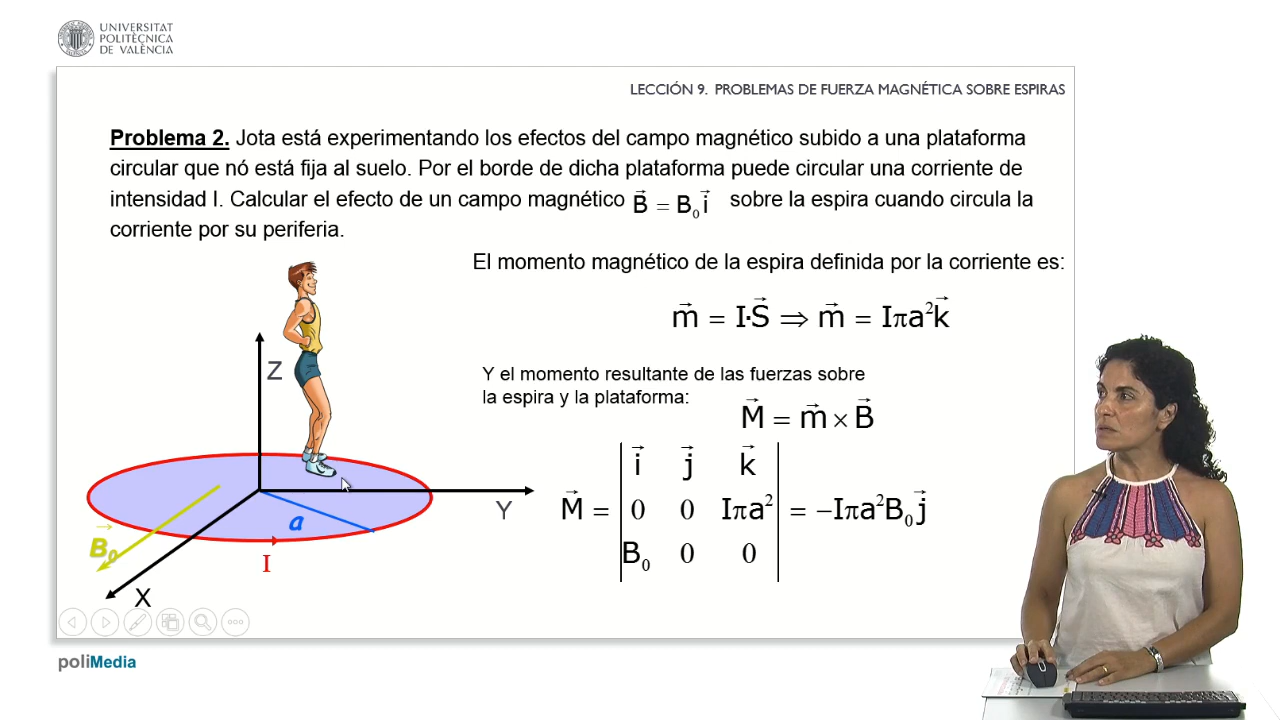 UNIVERSITAT
POLITÈCNICA
DE VALÈNCIA
LECCIÓN 9. PROBLEMAS DE FUERZA MAGNÉTICA SOBRE ESPIRAS
Problema 2. Jota está experimentando los efectos del campo magnético subido a una plataforma
circular que nó está fija al suelo. Por el borde de dicha plataforma puede circular una corriente de
intensidad I. Calcular el efecto de un campo magnético B⃗ = B₀i⃗ sobre la espira cuando circula la
corriente por su periferia.
El momento magnético de la espira definida por la corriente es:
m⃗ = I·S⃗ ⇒ m⃗ = Iπa²k⃗
Y el momento resultante de las fuerzas sobre
la espira y la plataforma:
M⃗ = m⃗ × B⃗
i⃗ j⃗ k⃗
M⃗ = | 0 0 Iπa² | = −Iπa²B₀j⃗
B₀ 0 0
Z
Y
a
B⃗₀
I
X
poliMedia